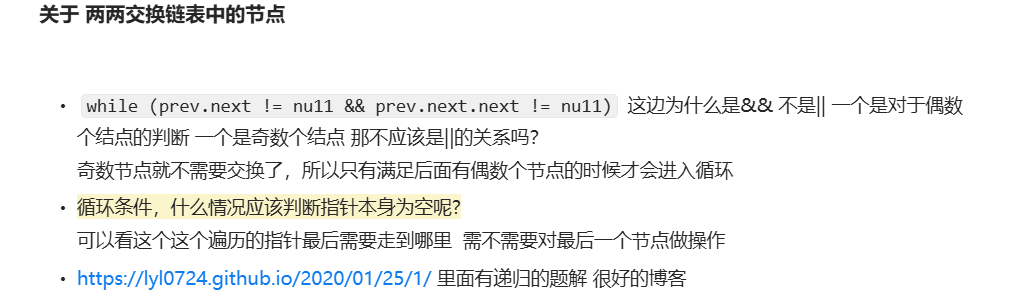 关于 两两交换链表中的节点
while (prev.next != nu11 && prev.next.next != nu11) 这边为什么是&& 不是|| 一个是对于偶数
个结点的判断 一个是奇数个结点 那不应该是||的关系吗?
奇数节点就不需要交换了，所以只有满足后面有偶数个节点的时候才会进入循环
循环条件，什么情况应该判断指针本身为空呢?
可以看这个这个遍历的指针最后需要走到哪里 需不需要对最后一个节点做操作
https://lyl0724.github.io/2020/01/25/1/ 里面有递归的题解 很好的博客